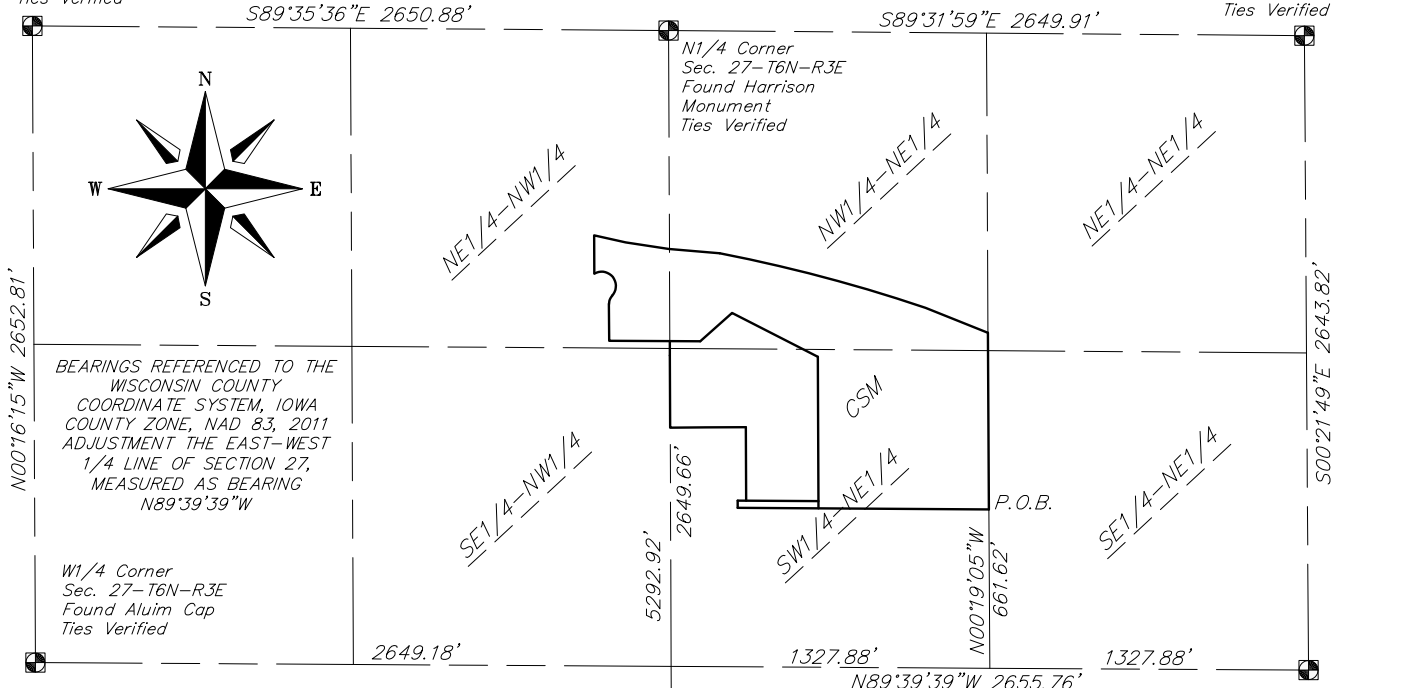 Ties Verified
S89°35'36"E 2650.88'
S89°31'59"E 2649.91'
Ties Verified
N1/4 Corner
Sec. 27-T6N-R3E
Found Harrison
Monument
Ties Verified
N
W
E
S
NE1/4-NW1/4
NW1/4-NE1/4
NE1/4-NE1/4
N00°16'15"W 2652.81'
S00°21'49"E 2643.82'
BEARINGS REFERENCED TO THE
WISCONSIN COUNTY
COORDINATE SYSTEM, IOWA
COUNTY ZONE, NAD 83, 2011
ADJUSTMENT THE EAST-WEST
1/4 LINE OF SECTION 27,
MEASURED AS BEARING
N89°39'39"W
CSM
SE1/4-NW1/4
SW1/4-NE1/4
SE1/4-NE1/4
P.O.B.
2649.66'
5292.92'
N00°19'05"W
661.62'
W1/4 Corner
Sec. 27-T6N-R3E
Found Aluim Cap
Ties Verified
2649.18'
1327.88'
1327.88'
N89°39'39"W 2655.76'